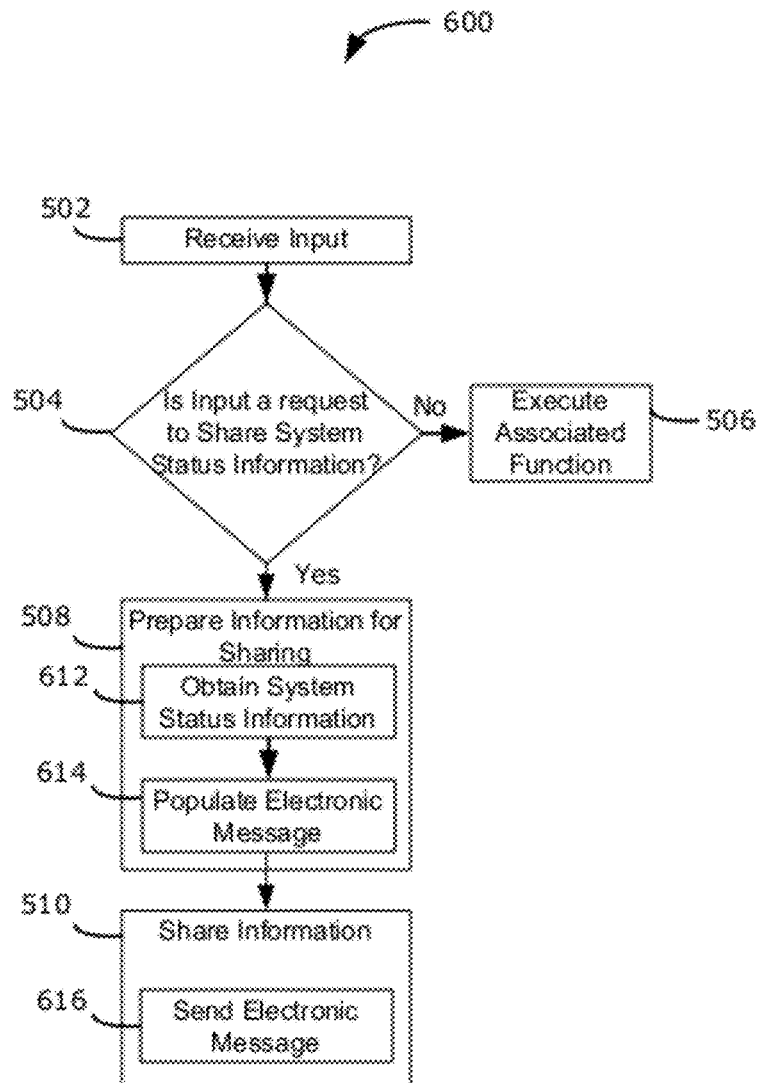 600
502
Receive Input
504
Is Input a request
to Share System
Status Information?
No
Execute
Associated
Function
506
Yes
508
Prepare Information for
Sharing
612
Obtain System
Status Information
614
Populate Electronic
Message
510
Share Information
616
Send Electronic
Message